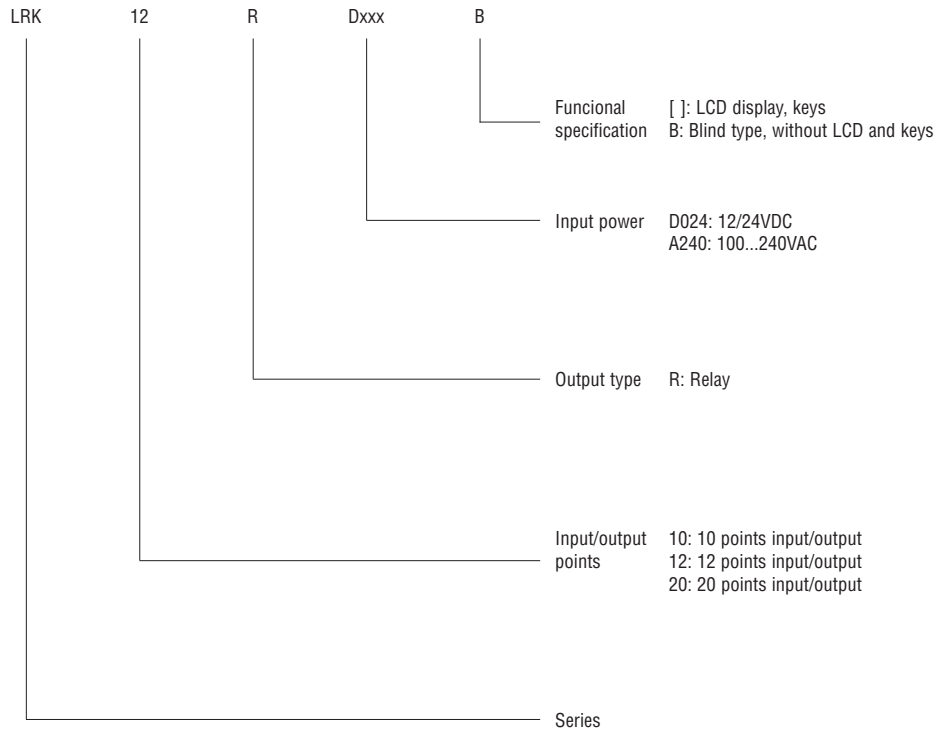 LRK 12 R Dxxx B
Funcional [ ]: LCD display, keys
specification B: Blind type, without LCD and keys
Input power D024: 12/24VDC
A240: 100...240VAC
Output type R: Relay
Input/output 10: 10 points input/output
points 12: 12 points input/output
20: 20 points input/output
Series